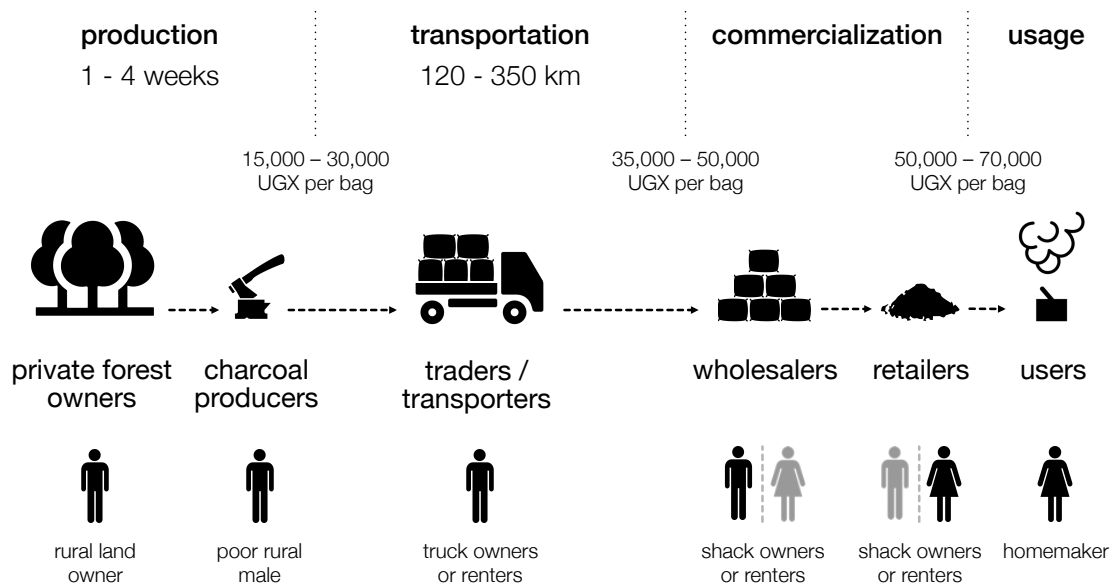 production
transportation
commercialization
usage
1 - 4 weeks
120 - 350 km
15,000 – 30,000
UGX per bag
35,000 – 50,000
UGX per bag
50,000 – 70,000
UGX per bag
private forest
owners
charcoal
producers
traders /
transporters
wholesalers
retailers
users
rural land
owner
poor rural
male
truck owners
or renters
shack owners
or renters
shack owners
or renters
homemaker